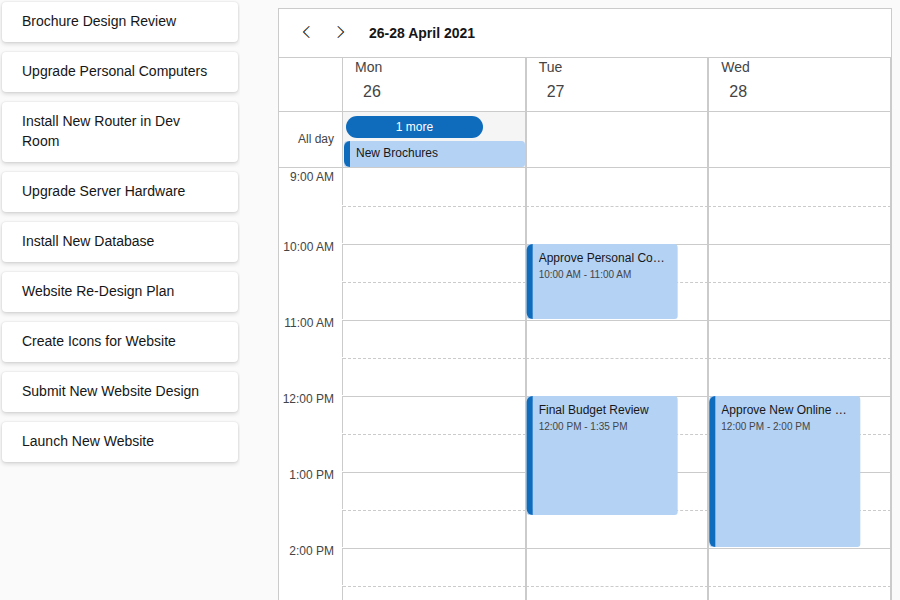 Brochure Design Review
Upgrade Personal Computers
Install New Router in Dev
Room
Upgrade Server Hardware
Install New Database
Website Re-Design Plan
Create Icons for Website
Submit New Website Design
Launch New Website
26-28 April 2021
Mon
26
Tue
27
Wed
28
All day
1 more
New Brochures
9:00 AM
10:00 AM
11:00 AM
12:00 PM
1:00 PM
2:00 PM
Approve Personal Co…
10:00 AM - 11:00 AM
Final Budget Review
12:00 PM - 1:35 PM
Approve New Online …
12:00 PM - 2:00 PM